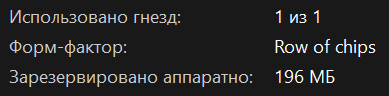 Использовано гнезд: 1 из 1
Форм-фактор: Row of chips
Зарезервировано аппаратно: 196 МБ